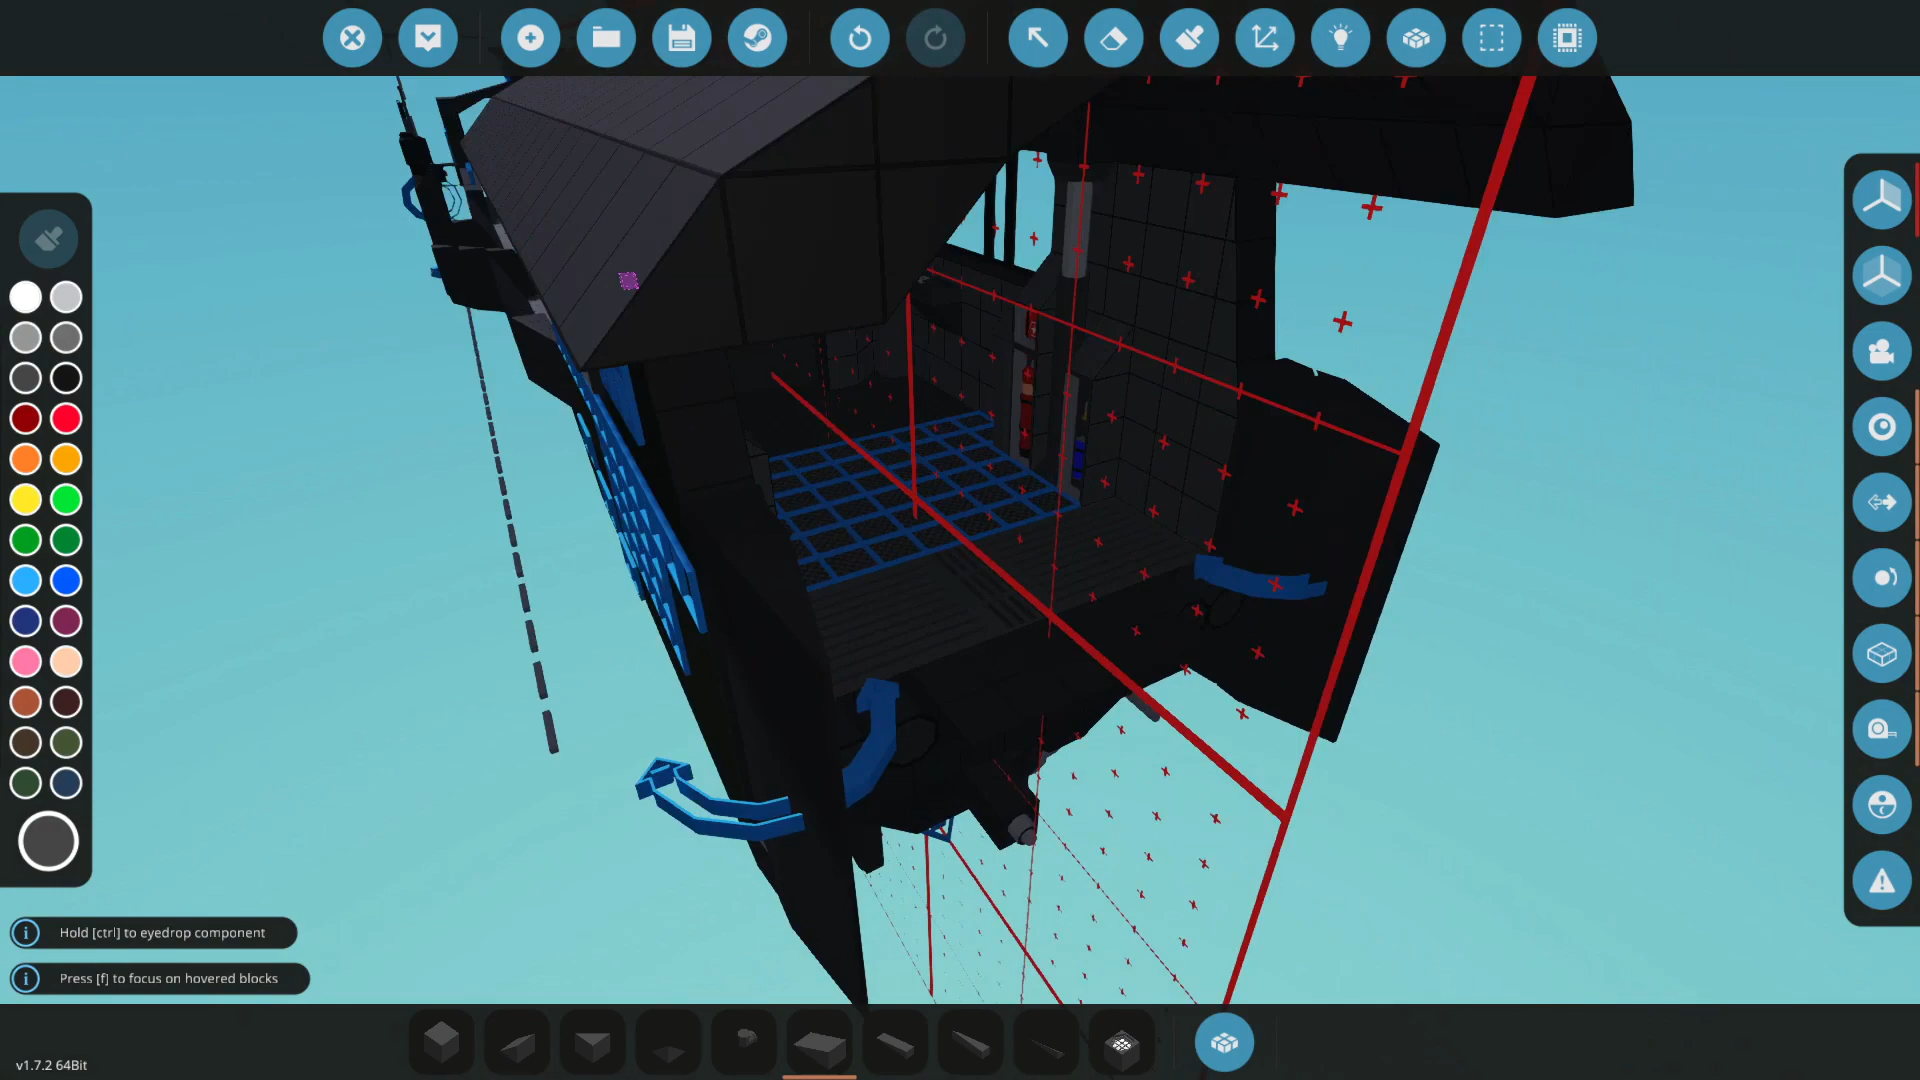 Hold [ctrl] to eyedrop component
Press [f] to focus on hovered blocks
v1.7.2 64Bit